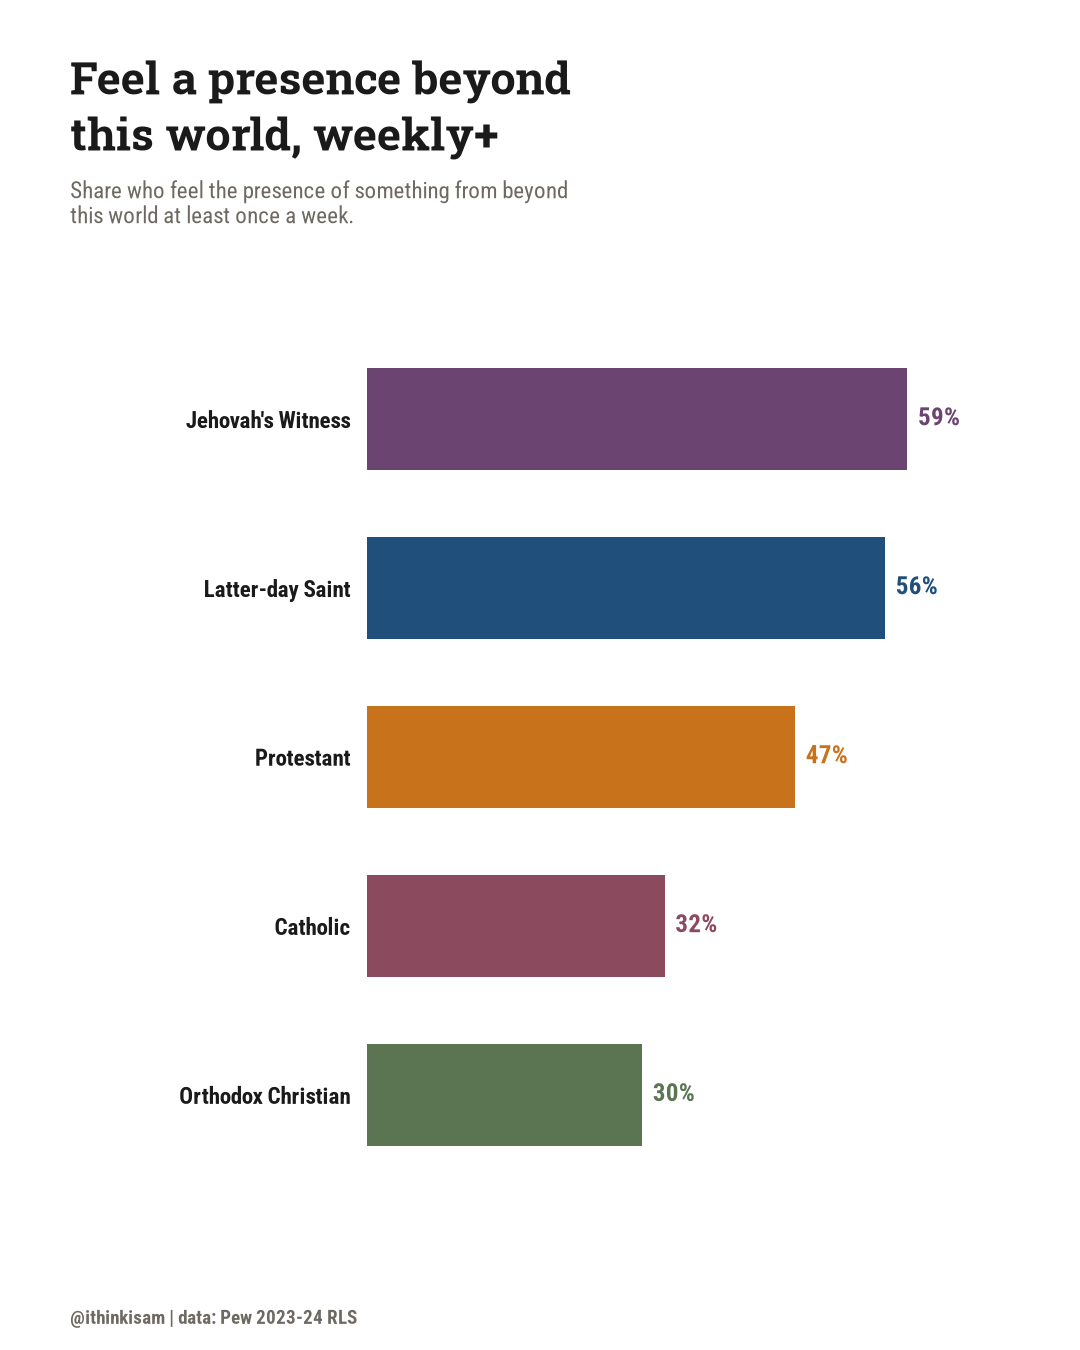 Feel a presence beyond
this world, weekly+
Share who feel the presence of something from beyond
this world at least once a week.
Jehovah's Witness
59%
Latter-day Saint
56%
Protestant
47%
Catholic
32%
Orthodox Christian
30%
@ithinkisam | data: Pew 2023-24 RLS